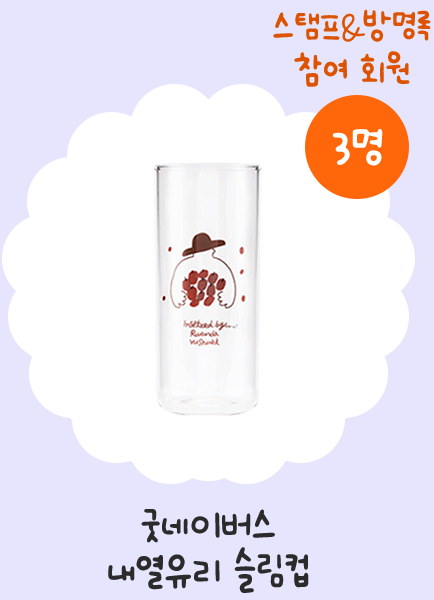 스탬프&방명록
참여 회원
3명
Rwanda
굿네이버스
내열유리 슬림컵